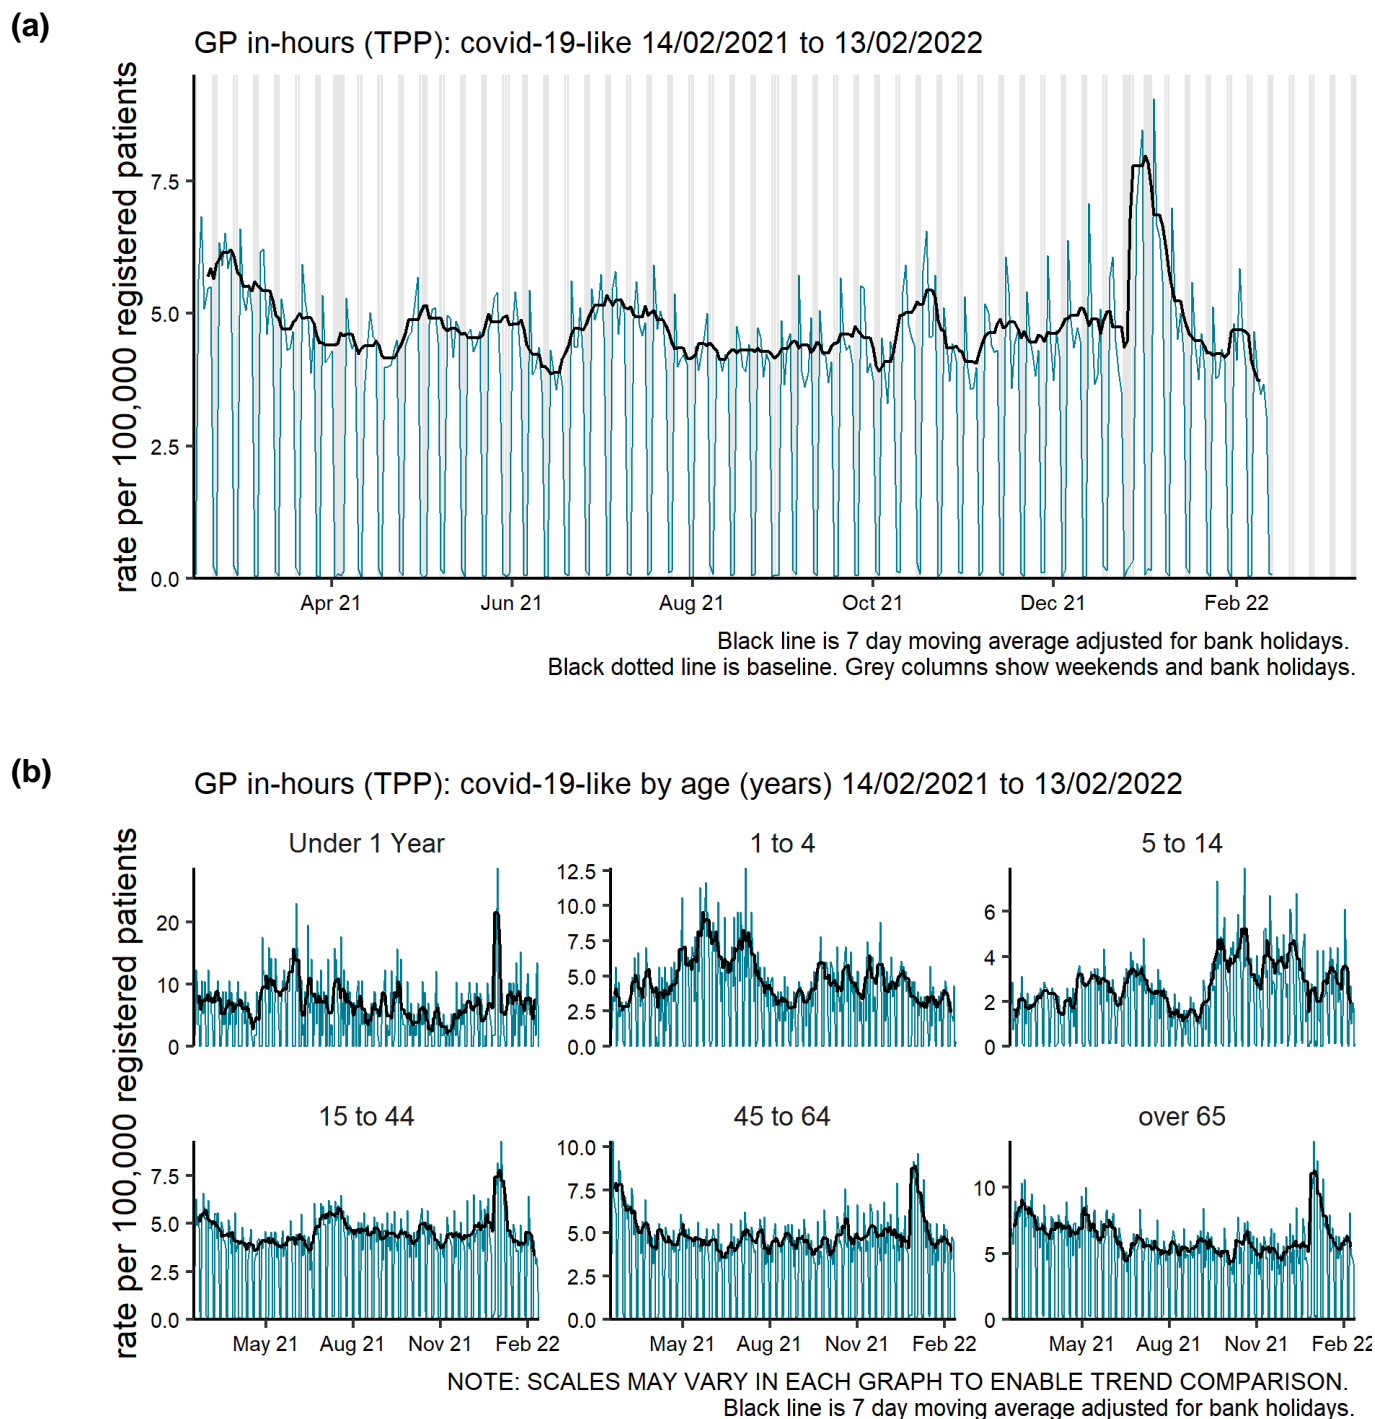 (a)
GP in-hours (TPP): covid-19-like 14/02/2021 to 13/02/2022
rate per 100,000 registered patients
7.5
5.0
2.5
0.0
Apr 21 Jun 21 Aug 21 Oct 21 Dec 21 Feb 22
Black line is 7 day moving average adjusted for bank holidays.
Black dotted line is baseline. Grey columns show weekends and bank holidays.
(b)
GP in-hours (TPP): covid-19-like by age (years) 14/02/2021 to 13/02/2022
rate per 100,000 registered patients
Under 1 Year
20
10
0
1 to 4
12.5
10.0
7.5
5.0
2.5
0.0
5 to 14
6
4
2
0
15 to 44
7.5
5.0
2.5
0.0
May 21 Aug 21 Nov 21 Feb 22
45 to 64
10.0
7.5
5.0
2.5
0.0
May 21 Aug 21 Nov 21 Feb 22
over 65
10
5
0
May 21 Aug 21 Nov 21 Feb 22
NOTE: SCALES MAY VARY IN EACH GRAPH TO ENABLE TREND COMPARISON.
Black line is 7 day moving average adjusted for bank holidays.